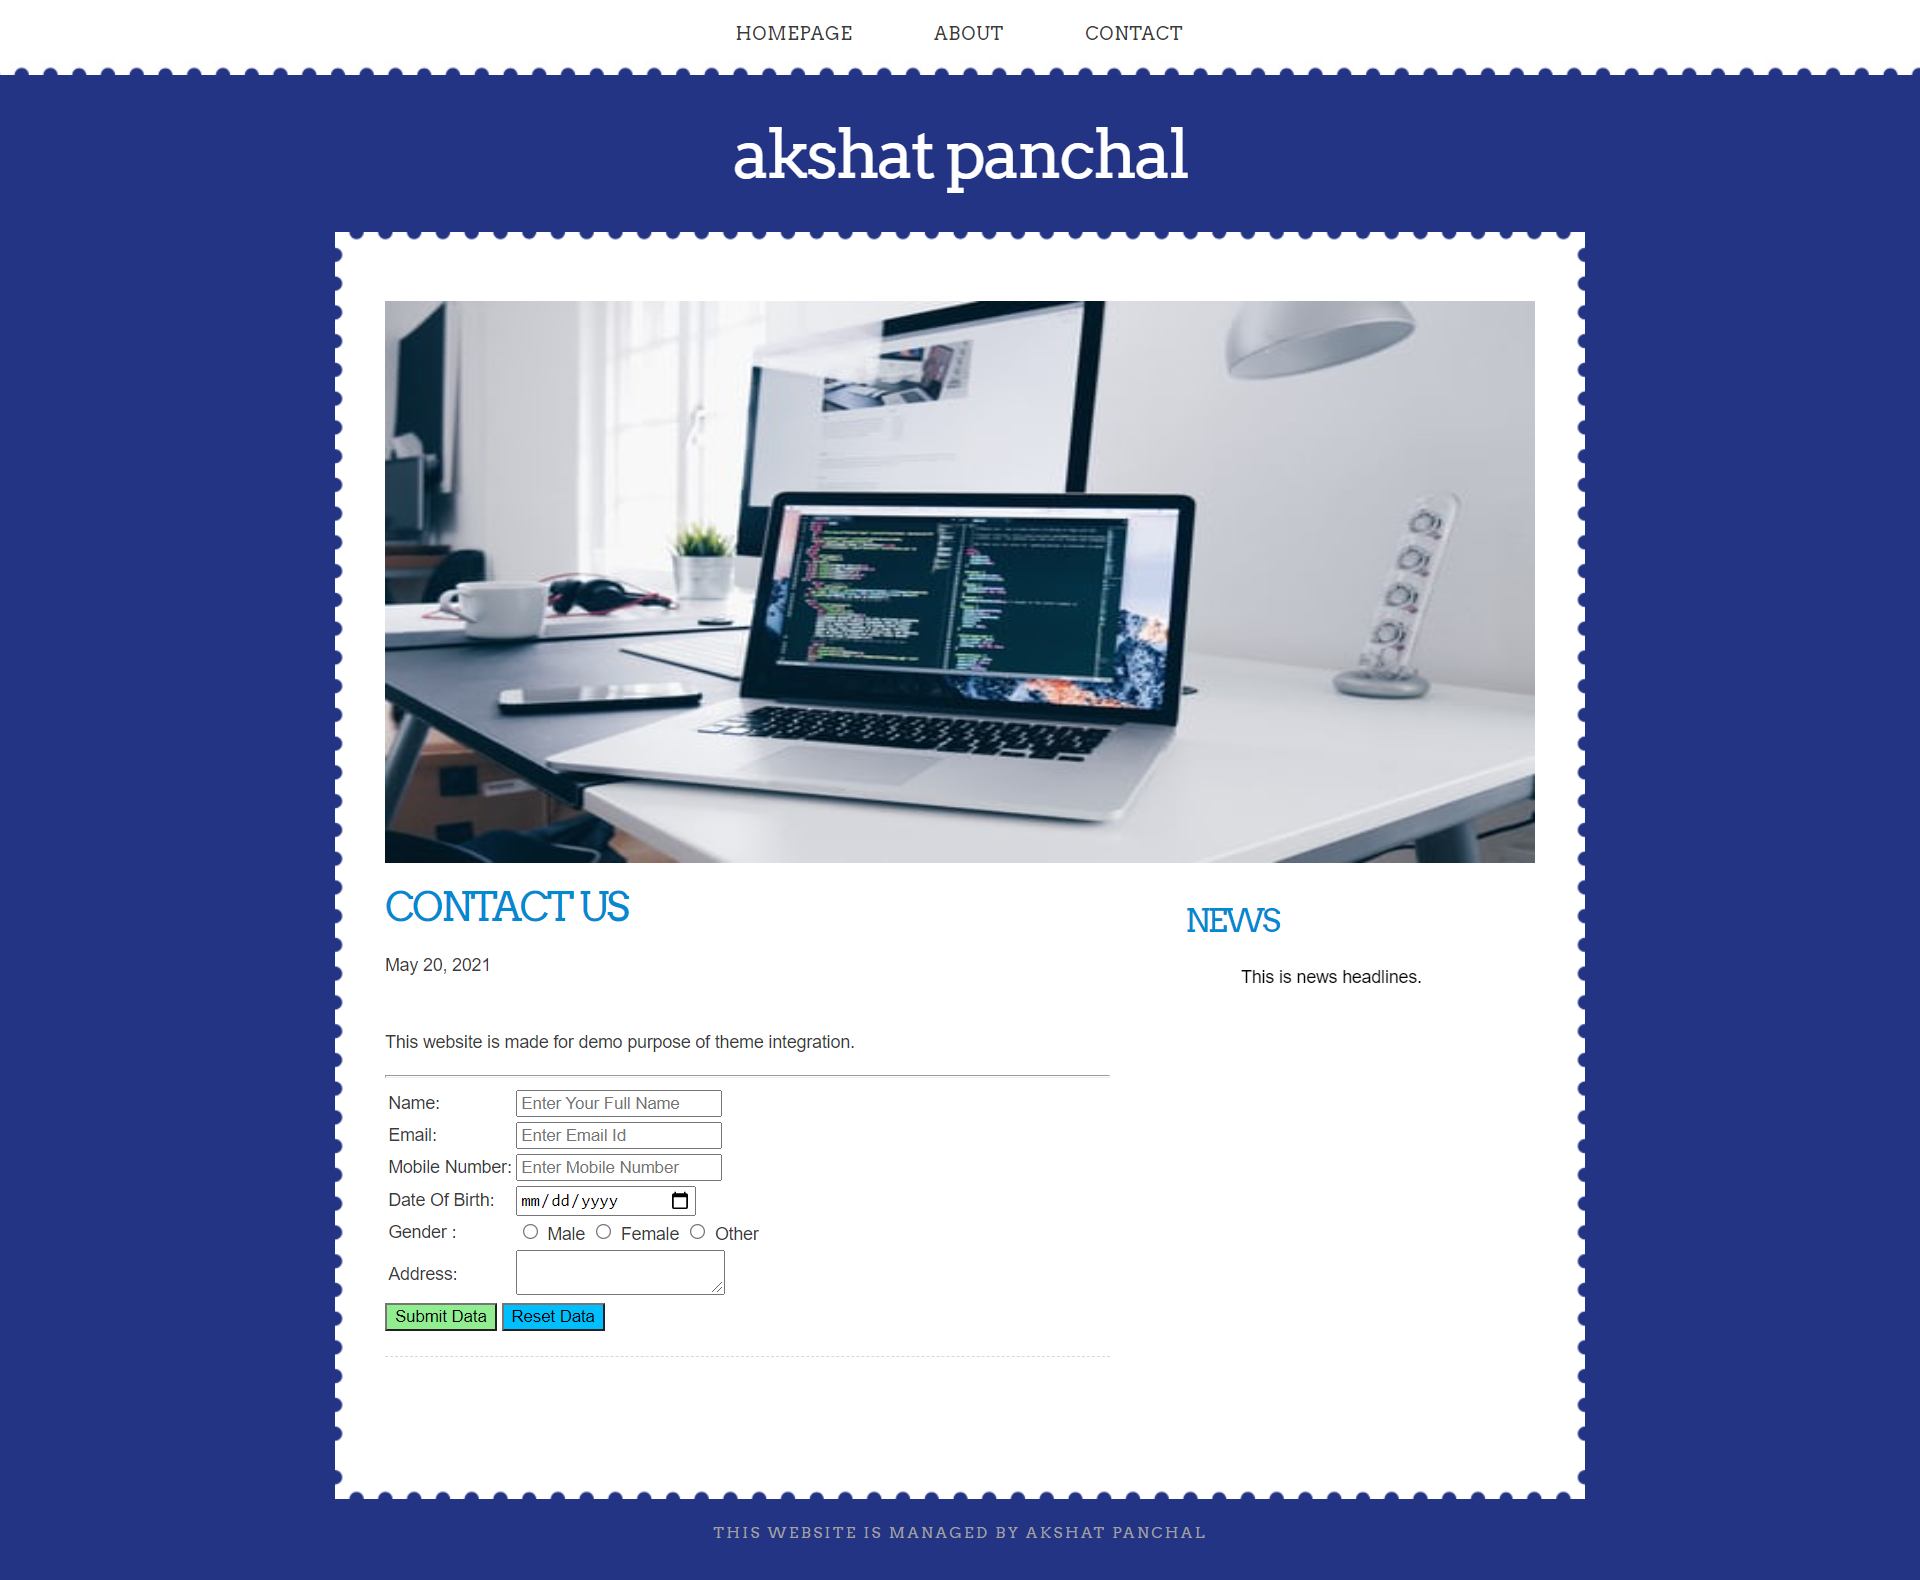 HOMEPAGE ABOUT CONTACT
akshat panchal
CONTACT US
May 20, 2021
This website is made for demo purpose of theme integration.
Name: Enter Your Full Name
Email: Enter Email Id
Mobile Number: Enter Mobile Number
Date Of Birth: mm/dd/yyyy
Gender : Male Female Other
Address:
Submit Data Reset Data
NEWS
This is news headlines.
THIS WEBSITE IS MANAGED BY AKSHAT PANCHAL